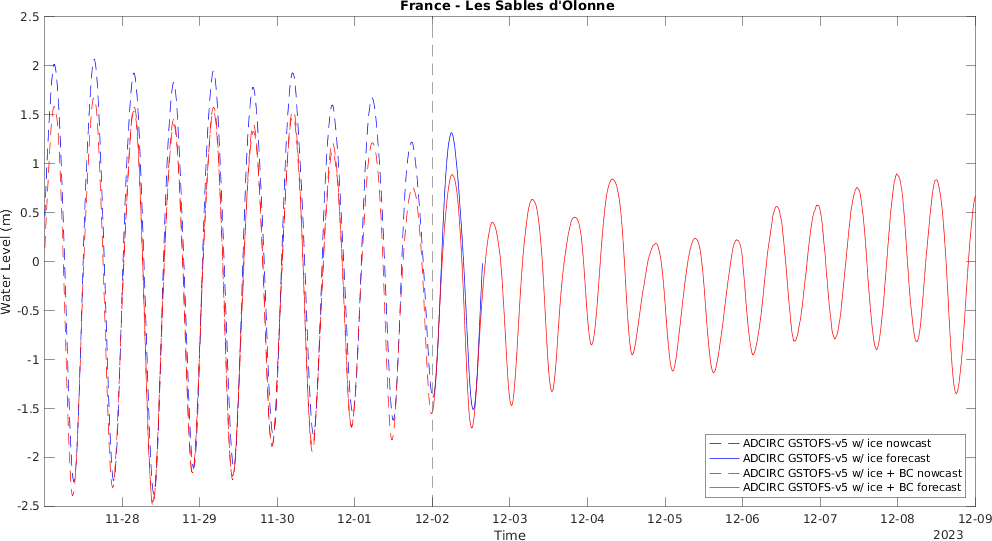 France - Les Sables d'Olonne
2.5
2
1.5
1
0.5
0
-0.5
-1
-1.5
-2
-2.5
Water Level (m)
11-28 11-29 11-30 12-01 12-02 12-03 12-04 12-05 12-06 12-07 12-08 12-09
Time
2023
ADCIRC GSTOFS-v5 w/ ice nowcast
ADCIRC GSTOFS-v5 w/ ice forecast
ADCIRC GSTOFS-v5 w/ ice + BC nowcast
ADCIRC GSTOFS-v5 w/ ice + BC forecast